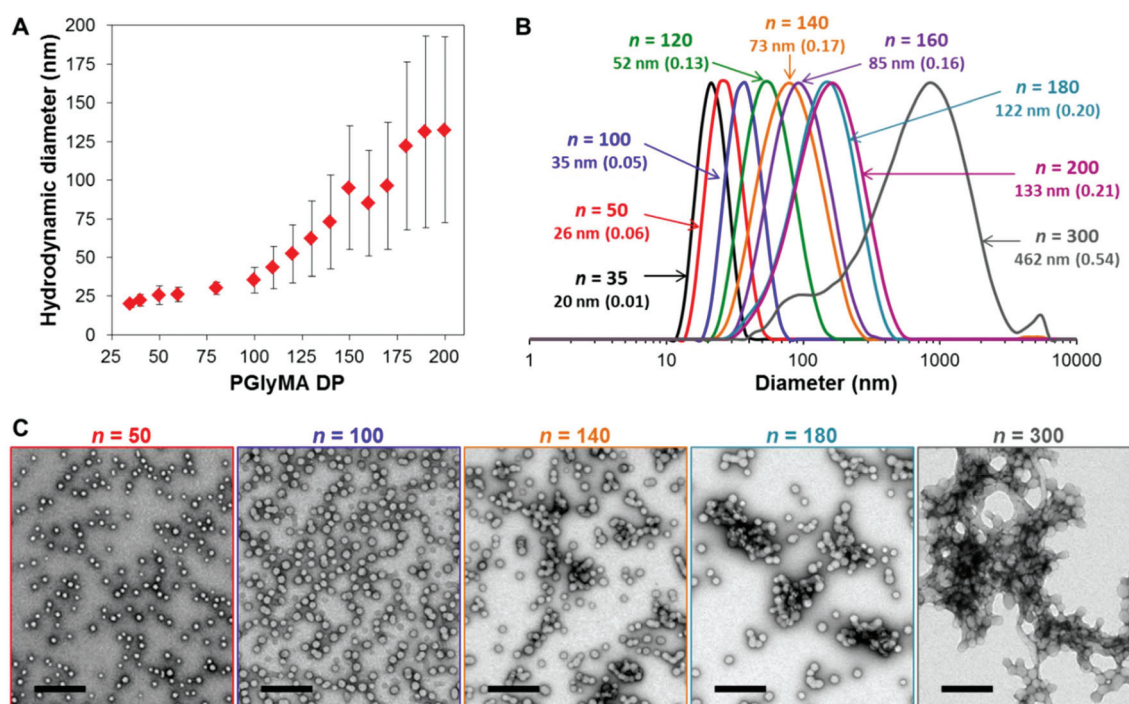 A
Hydrodynamic diameter (nm)
200
175
150
125
100
75
50
25
0
25 50 75 100 125 150 175 200
PGlyMA DP
B
n = 35
20 nm (0.01)
n = 50
26 nm (0.06)
n = 100
35 nm (0.05)
n = 120
52 nm (0.13)
n = 140
73 nm (0.17)
n = 160
85 nm (0.16)
n = 180
122 nm (0.20)
n = 200
133 nm (0.21)
n = 300
462 nm (0.54)
1 10 100 1000 10000
Diameter (nm)
C
n = 50
n = 100
n = 140
n = 180
n = 300